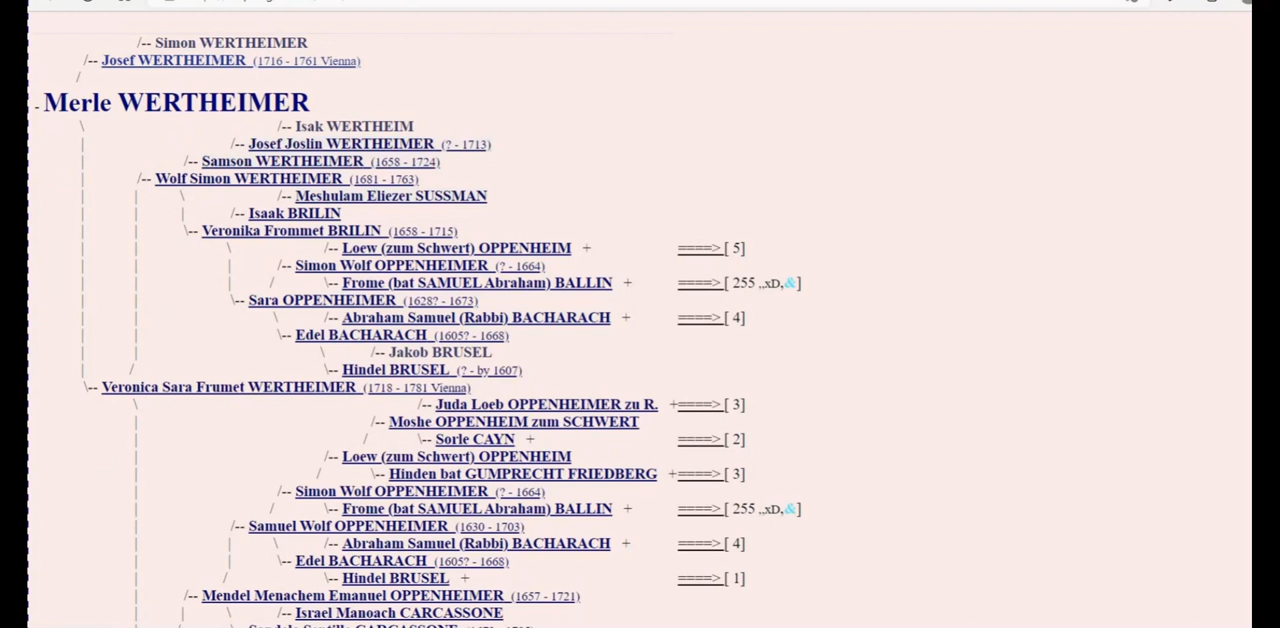 /-- Simon WERTHEIMER
/-- Josef WERTHEIMER (1716 - 1761 Vienna)
/
- Merle WERTHEIMER
\ /-- Isak WERTHEIM
| /-- Josef Joslin WERTHEIMER (? - 1713)
| /-- Samson WERTHEIMER (1658 - 1724)
| /-- Wolf Simon WERTHEIMER (1681 - 1763)
| | \ /-- Meshulam Eliezer SUSSMAN
| | | /-- Isaak BRILIN
| | \-- Veronika Frommet BRILIN (1658 - 1715)
| | \ /-- Loew (zum Schwert) OPPENHEIM + ====>[ 5]
| | | /-- Simon Wolf OPPENHEIMER (? - 1664)
| | | / \-- Frome (bat SAMUEL Abraham) BALLIN + ====>[ 255 ,,xD,&]
| | \-- Sara OPPENHEIMER (1628? - 1673)
| | \ /-- Abraham Samuel (Rabbi) BACHARACH + ====>[ 4]
| | \-- Edel BACHARACH (1605? - 1668)
| | \ /-- Jakob BRUSEL
| / \-- Hindel BRUSEL (? - by 1607)
\-- Veronica Sara Frumet WERTHEIMER (1718 - 1781 Vienna)
\ /-- Juda Loeb OPPENHEIMER zu R. +====>[ 3]
| /-- Moshe OPPENHEIM zum SCHWERT
| / \-- Sorle CAYN + ====>[ 2]
| /-- Loew (zum Schwert) OPPENHEIM
| / \-- Hinden bat GUMPRECHT FRIEDBERG +====>[ 3]
| /-- Simon Wolf OPPENHEIMER (? - 1664)
| / \-- Frome (bat SAMUEL Abraham) BALLIN + ====>[ 255 ,,xD,&]
| /-- Samuel Wolf OPPENHEIMER (1630 - 1703)
| | \ /-- Abraham Samuel (Rabbi) BACHARACH + ====>[ 4]
| | \-- Edel BACHARACH (1605? - 1668)
| / \-- Hindel BRUSEL + ====>[ 1]
| /-- Mendel Menachem Emanuel OPPENHEIMER (1657 - 1721)
| | \ /-- Israel Manoach CARCASSONE